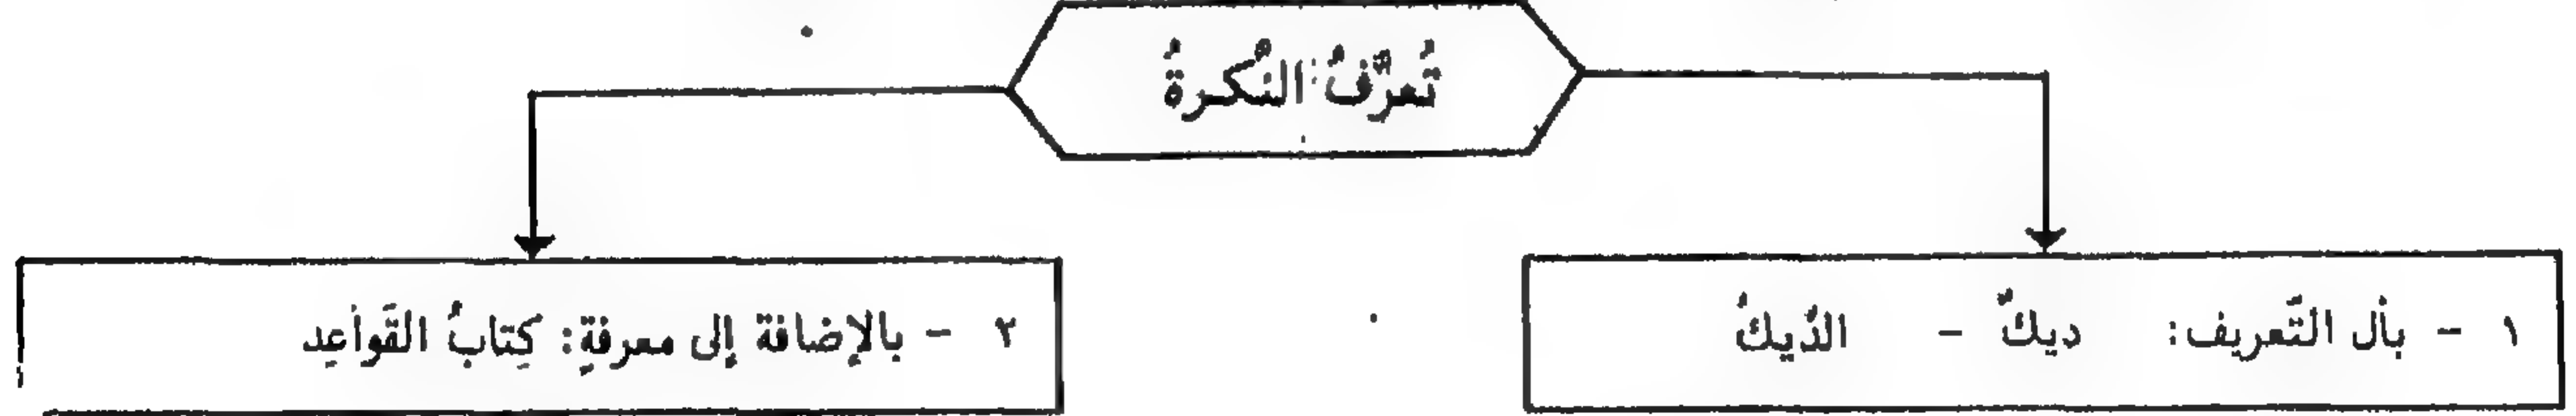 تُعرَّفُ النَّكرةُ
١ - بأل التَّعريف: ديكٌ - الدِّيكُ
٢ - بالإضافة إلى معرفةٍ: كِتابُ القَواعِد